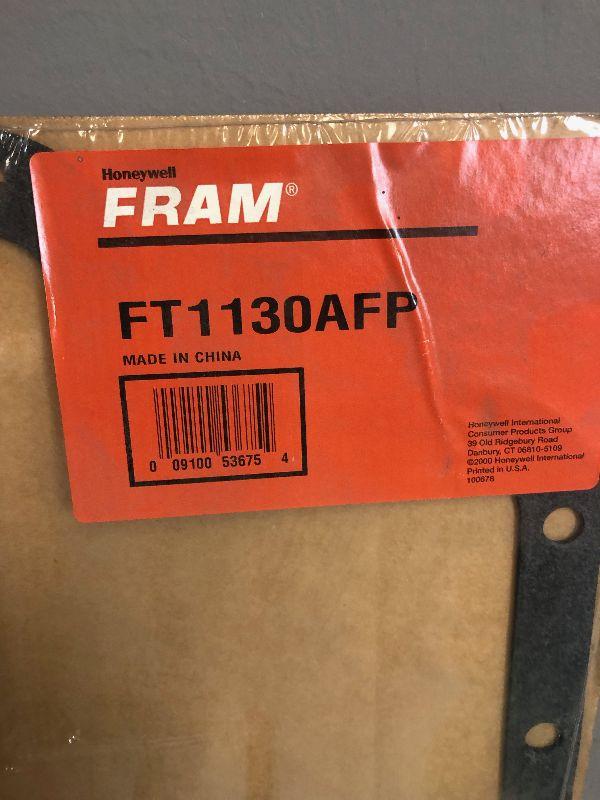 Honeywell
FRAM®
FT1130AFP
MADE IN CHINA
0 09100 53675 4
Honeywell International
Consumer Products Group
39 Old Ridgebury Road
Danbury, CT 06810-5109
©2000 Honeywell International
Printed in U.S.A.
100678